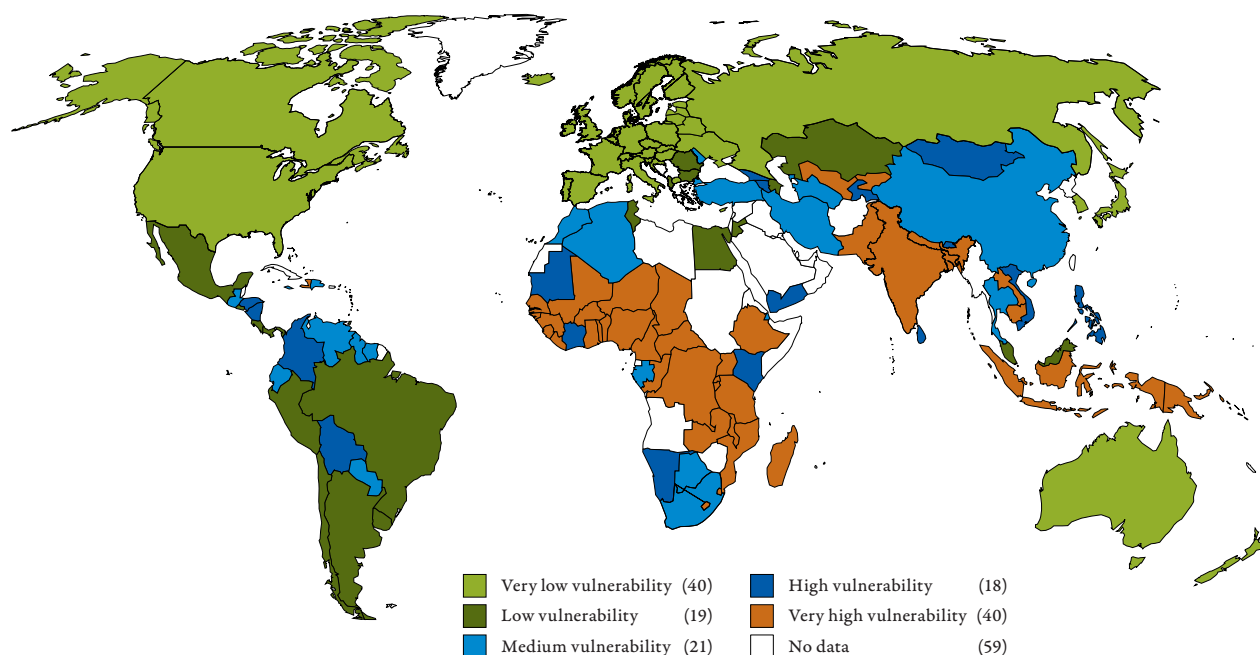 Very low vulnerability (40)
Low vulnerability (19)
Medium vulnerability (21)
High vulnerability (18)
Very high vulnerability (40)
No data (59)